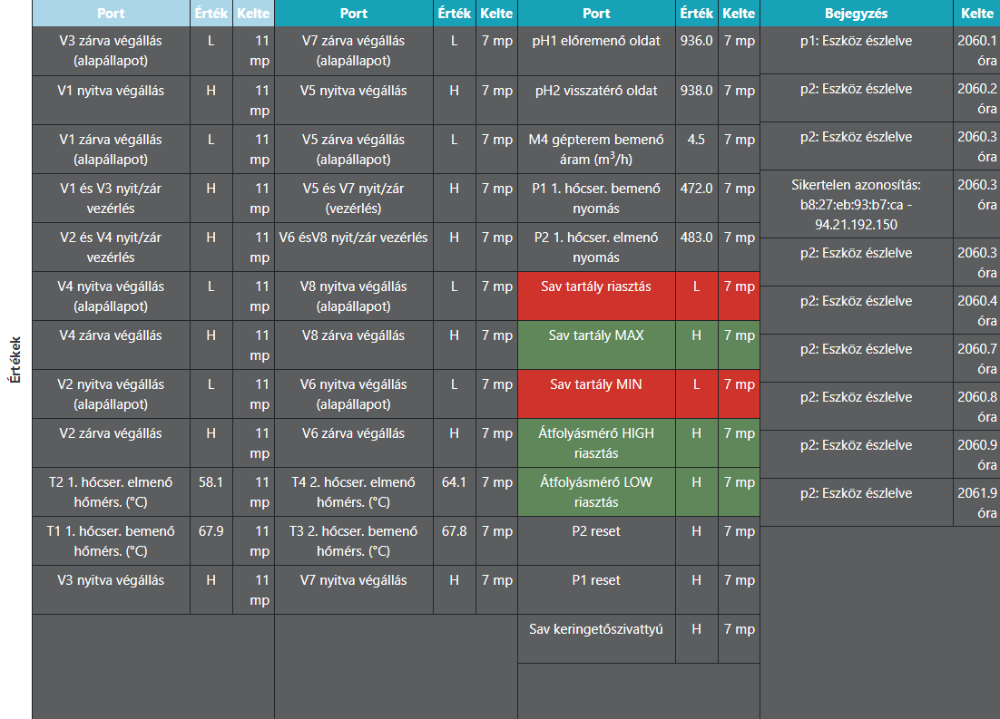 Értékek
Port Érték Kelte
V3 zárva végállás L 11
(alapállapot) mp
V1 nyitva végállás H 11
mp
V1 zárva végállás L 11
(alapállapot) mp
V1 és V3 nyit/zár H 11
vezérlés mp
V2 és V4 nyit/zár H 11
vezérlés mp
V4 nyitva végállás L 11
(alapállapot) mp
V4 zárva végállás H 11
mp
V2 nyitva végállás L 11
(alapállapot) mp
V2 zárva végállás H 11
mp
T2 1. hőcser. elmenő 58.1 11
hőmérs. (°C) mp
T1 1. hőcser. bemenő 67.9 11
hőmérs. (°C) mp
V3 nyitva végállás H 11
mp
Port Érték Kelte
V7 zárva végállás L 7 mp
(alapállapot)
V5 nyitva végállás H 7 mp
V5 zárva végállás L 7 mp
(alapállapot)
V5 és V7 nyit/zár H 7 mp
(vezérlés)
V6 ésV8 nyit/zár vezérlés H 7 mp
V8 nyitva végállás L 7 mp
(alapállapot)
V8 zárva végállás H 7 mp
V6 nyitva végállás L 7 mp
(alapállapot)
V6 zárva végállás H 7 mp
T4 2. hőcser. elmenő 64.1 7 mp
hőmérs. (°C)
T3 2. hőcser. bemenő 67.8 7 mp
hőmérs. (°C)
V7 nyitva végállás H 7 mp
Port Érték Kelte
pH1 előremenő oldat 936.0 7 mp
pH2 visszatérő oldat 938.0 7 mp
M4 gépterem bemenő 4.5 7 mp
áram (m³/h)
P1 1. hőcser. bemenő 472.0 7 mp
nyomás
P2 1. hőcser. elmenő 483.0 7 mp
nyomás
Sav tartály riasztás L 7 mp
Sav tartály MAX H 7 mp
Sav tartály MIN L 7 mp
Átfolyásmérő HIGH H 7 mp
riasztás
Átfolyásmérő LOW H 7 mp
riasztás
P2 reset H 7 mp
P1 reset H 7 mp
Sav keringetőszivattyú H 7 mp
Bejegyzés Kelte
p1: Eszköz észlelve 2060.1
óra
p2: Eszköz észlelve 2060.2
óra
p2: Eszköz észlelve 2060.3
óra
Sikertelen azonosítás: 2060.3
b8:27:eb:93:b7:ca - óra
94.21.192.150
p2: Eszköz észlelve 2060.3
óra
p2: Eszköz észlelve 2060.4
óra
p2: Eszköz észlelve 2060.7
óra
p2: Eszköz észlelve 2060.8
óra
p2: Eszköz észlelve 2060.9
óra
p2: Eszköz észlelve 2061.9
óra